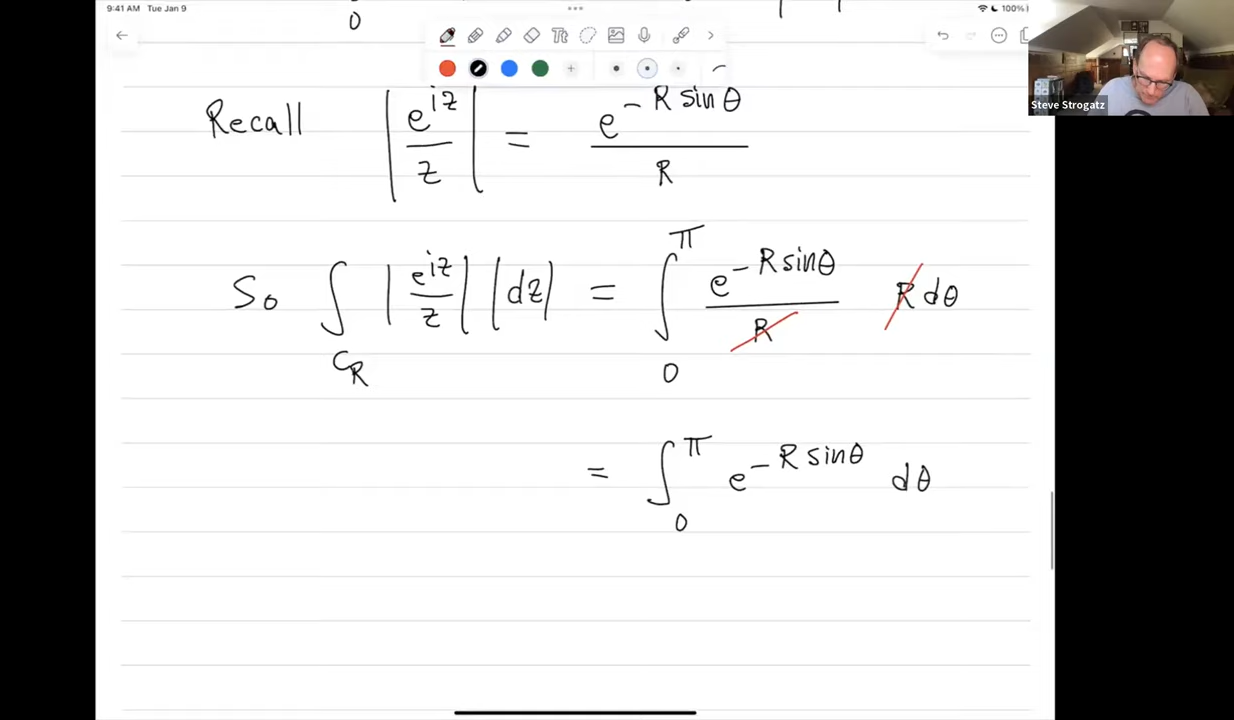 9:41 AM Tue Jan 9
100%
0
Steve Strogatz
Recall | e^{iz} / z | = e^{-R sin θ} / R
So ∫_{C_R} | e^{iz} / z | |dz| = ∫_0^π e^{-R sin θ} / R R dθ
= ∫_0^π e^{-R sin θ} dθ